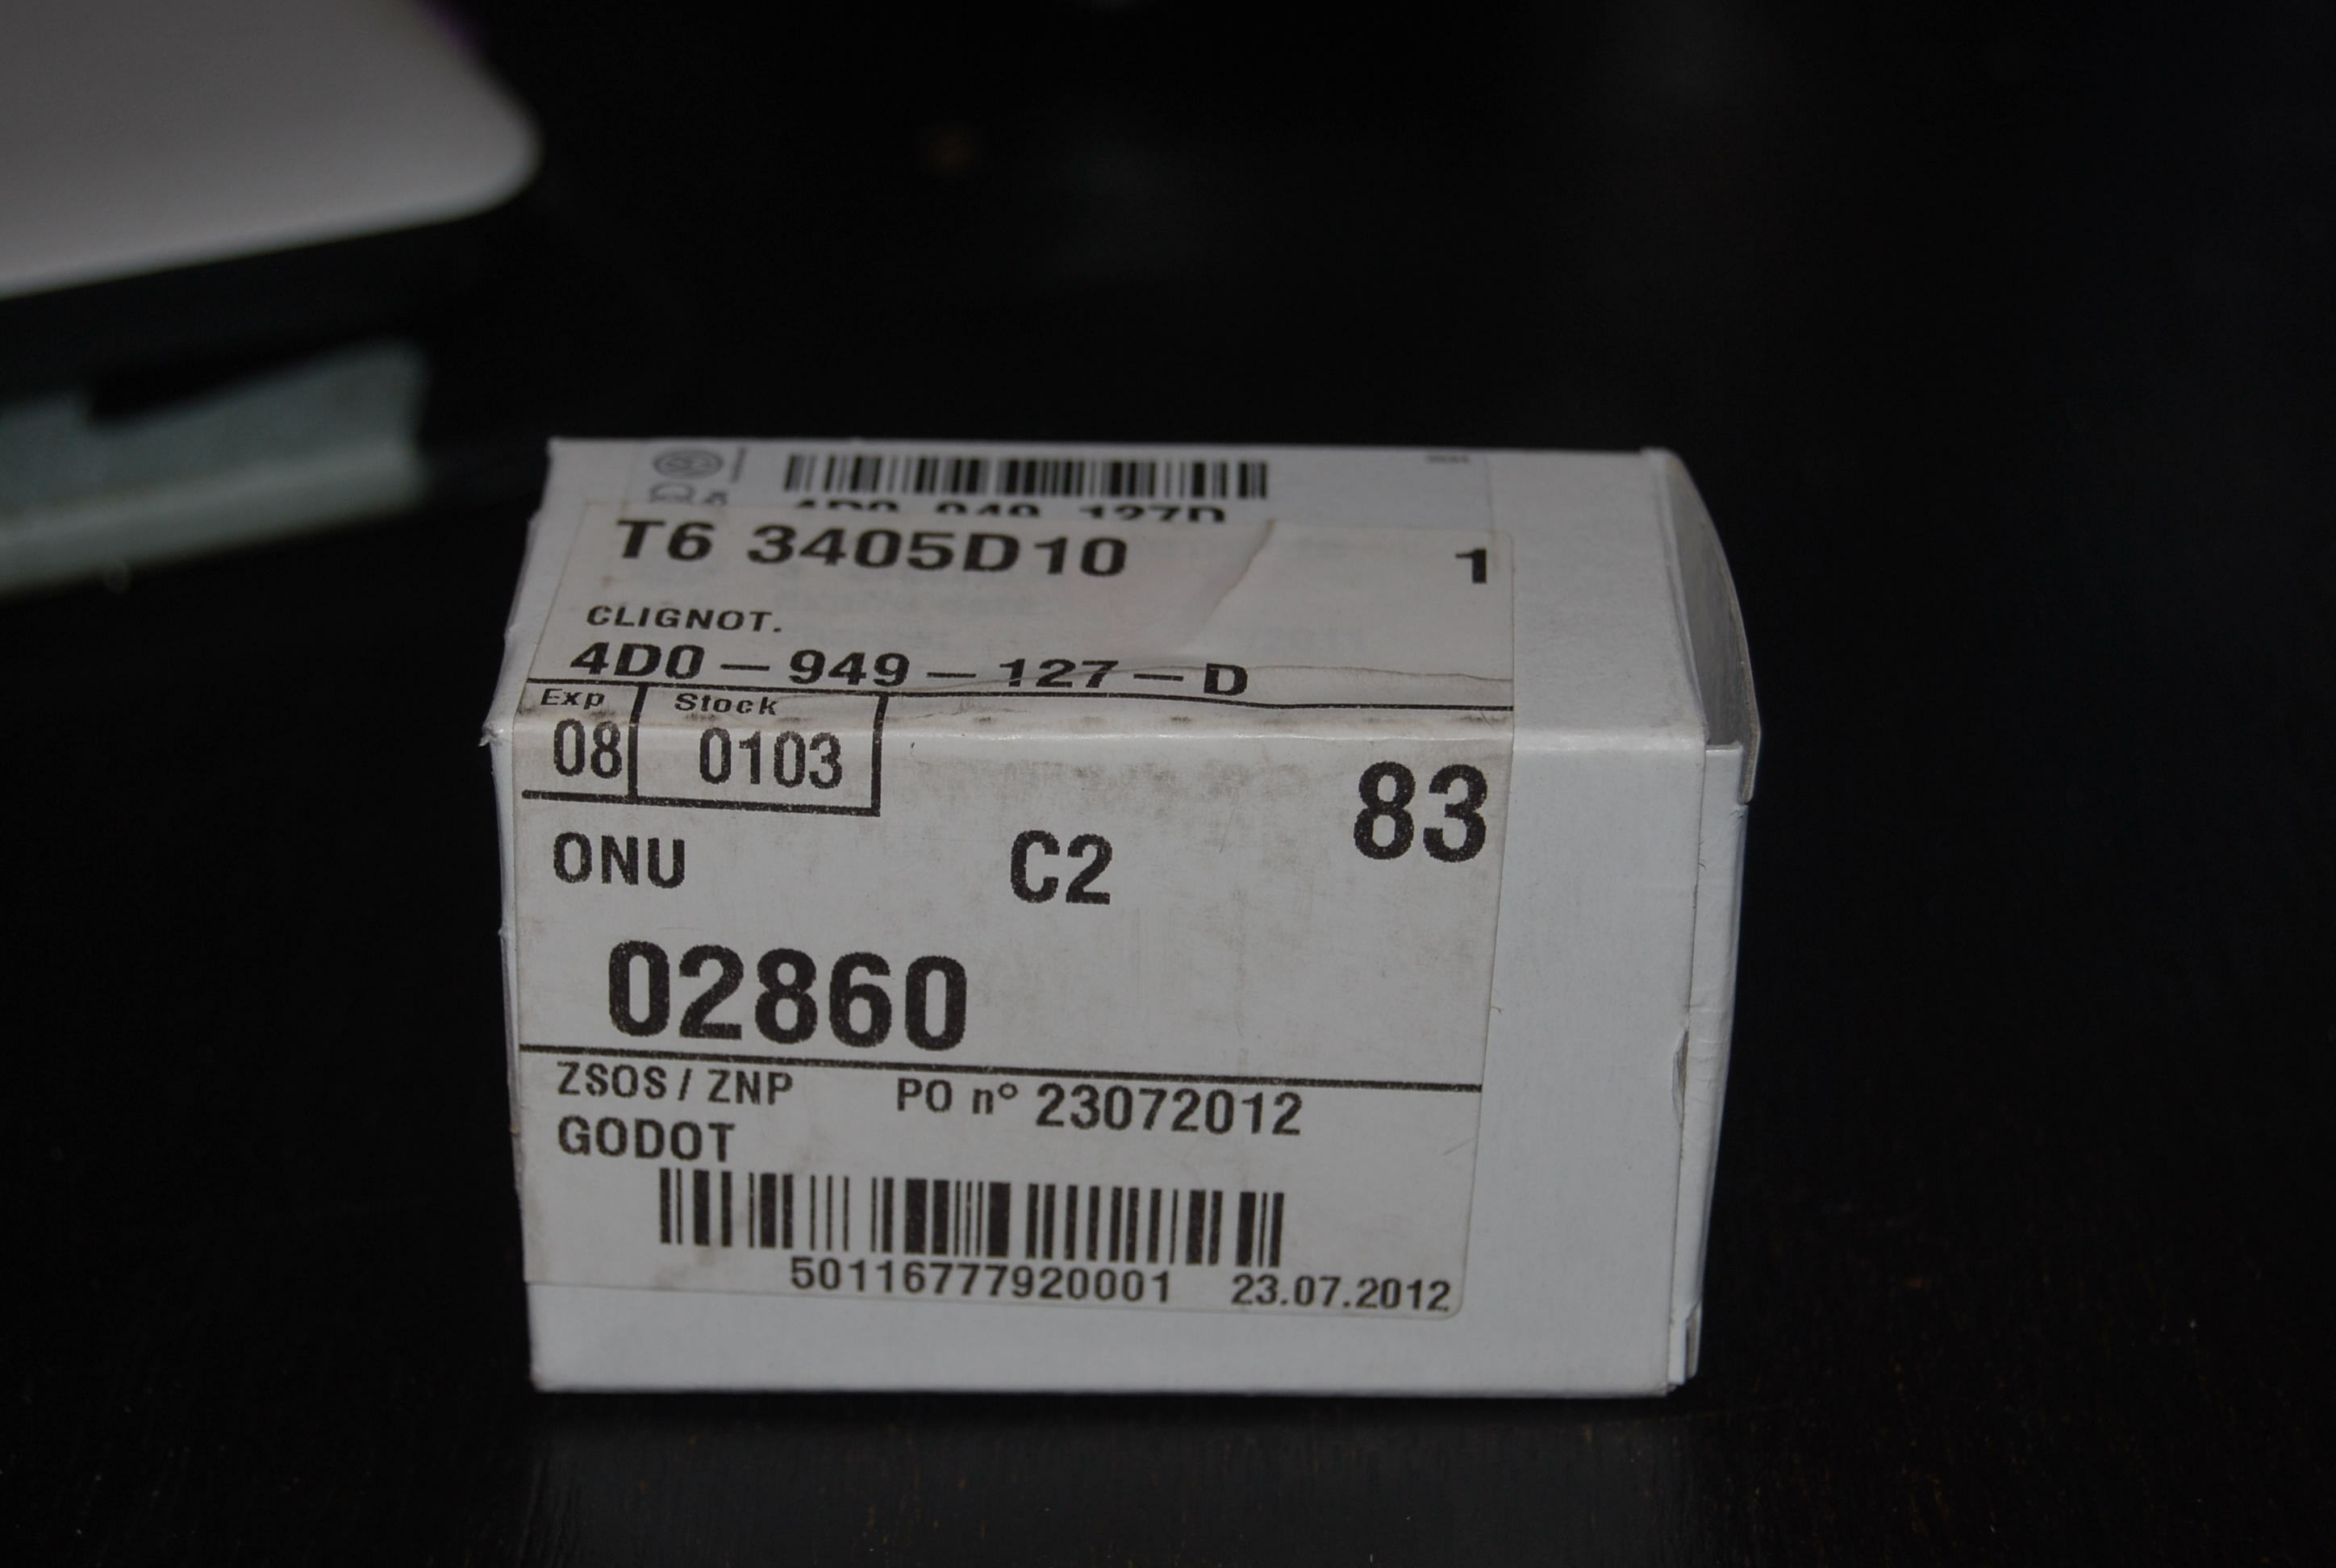 4D0 949 127D
T6 3405D10 1
CLIGNOT.
4D0 - 949 - 127 - D
Exp Stock
08 0103 83
ONU C2
02860
ZSOS / ZNP PO n° 23072012
GODOT
50116777920001 23.07.2012